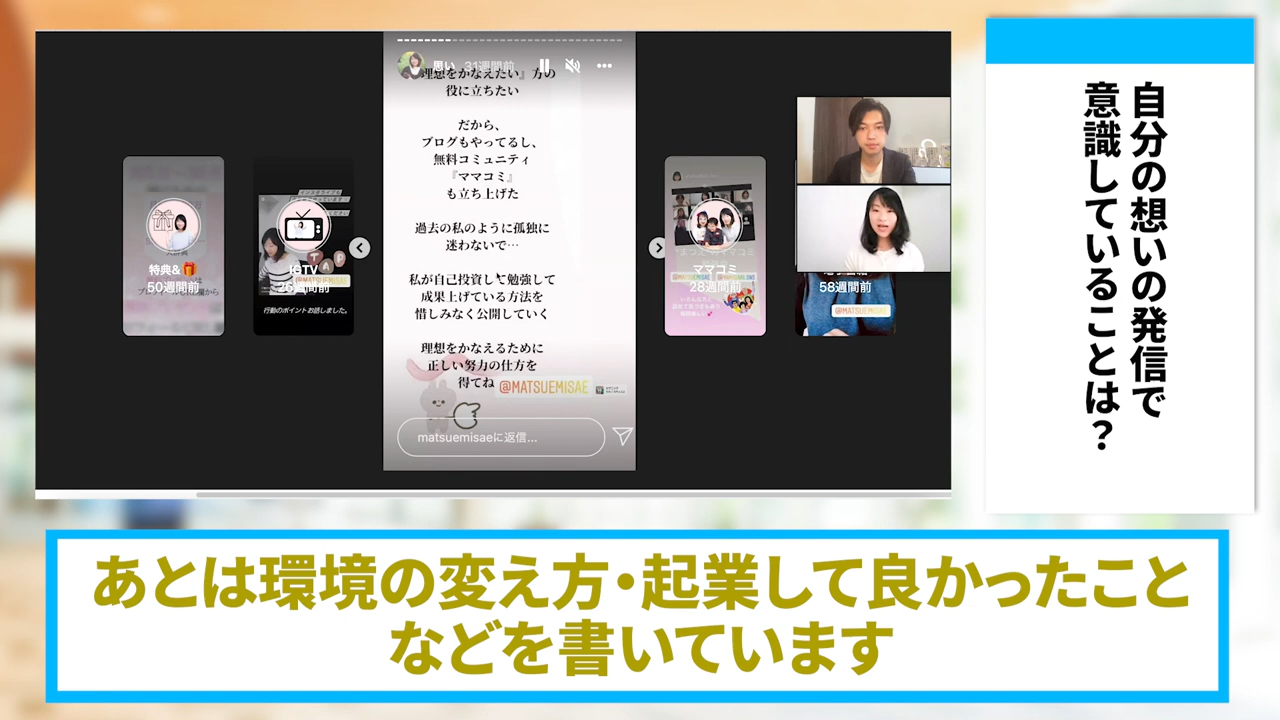 自分の想いの発信で
意識していることは?
想い 31週間前
理想をかなえたい』方の
役に立ちたい
だから、
ブログもやってるし、
無料コミュニティ
『ママコミ』
も立ち上げた
過去の私のように孤独に
迷わないで…
私が自己投資して勉強して
成果上げている方法を
惜しみなく公開していく
理想をかなえるために
正しい努力の仕方を
得てね
@MATSUEMISAE
matsuemisaeに返信...
特典&🎁
50週間前
IGTV
@MATSUEMISAE
行動のポイントお話しました。
ママコミ
28週間前
58週間前
@MATSUEMISAE
あとは環境の変え方・起業して良かったこと
などを書いています